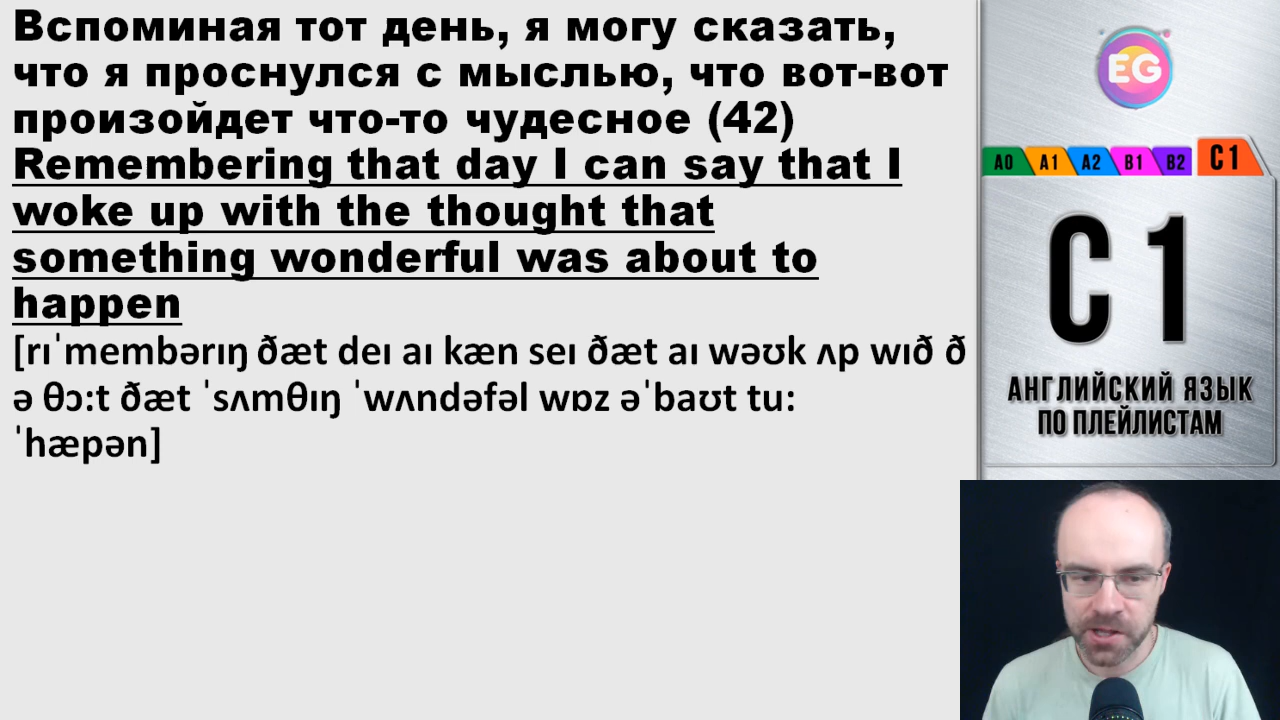 Вспоминая тот день, я могу сказать,
что я проснулся с мыслью, что вот-вот
произойдет что-то чудесное (42)
Remembering that day I can say that I
woke up with the thought that
something wonderful was about to
happen
[rɪˈmembərɪŋ ðæt deɪ aɪ kæn seɪ ðæt aɪ wəʊk ʌp wɪð ð
ə θɔːt ðæt ˈsʌmθɪŋ ˈwʌndəfəl wɒz əˈbaʊt tuː
ˈhæpən]
EG
A0 A1 A2 B1 B2 C1
C1
АНГЛИЙСКИЙ ЯЗЫК
ПО ПЛЕЙЛИСТАМ